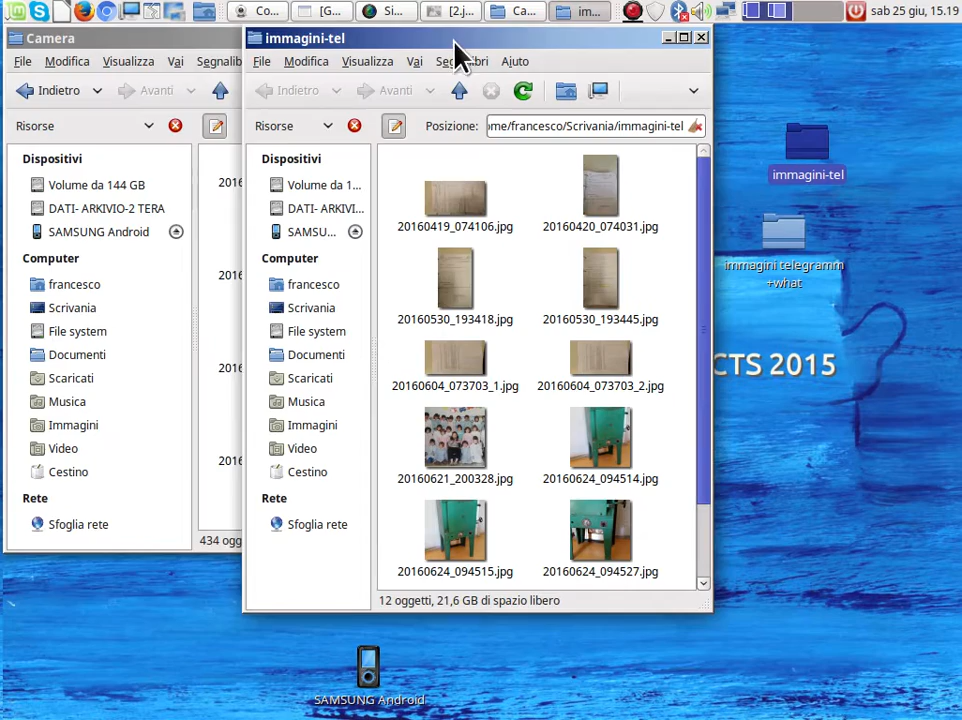 Co...
[G...
Si...
[2.j...
Ca...
im...
sab 25 giu, 15.19
Camera
File Modifica Visualizza Vai Segnalib
Indietro Avanti
Risorse
Dispositivi
Volume da 144 GB
DATI- ARKIVIO-2 TERA
SAMSUNG Android
Computer
francesco
Scrivania
File system
Documenti
Scaricati
Musica
Immagini
Video
Cestino
Rete
Sfoglia rete
2016
2016
2016
2016
434 ogg
immagini-tel
File Modifica Visualizza Vai Segnalibri Aiuto
Indietro Avanti
Risorse
Posizione: ome/francesco/Scrivania/immagini-tel
Dispositivi
Volume da 1...
DATI- ARKIVI...
SAMSU...
Computer
francesco
Scrivania
File system
Documenti
Scaricati
Musica
Immagini
Video
Cestino
Rete
Sfoglia rete
20160419_074106.jpg
20160420_074031.jpg
20160530_193418.jpg
20160530_193445.jpg
20160604_073703_1.jpg
20160604_073703_2.jpg
20160621_200328.jpg
20160624_094514.jpg
20160624_094515.jpg
20160624_094527.jpg
12 oggetti, 21,6 GB di spazio libero
immagini-tel
immagini telegramm
+what
CTS 2015
SAMSUNG Android